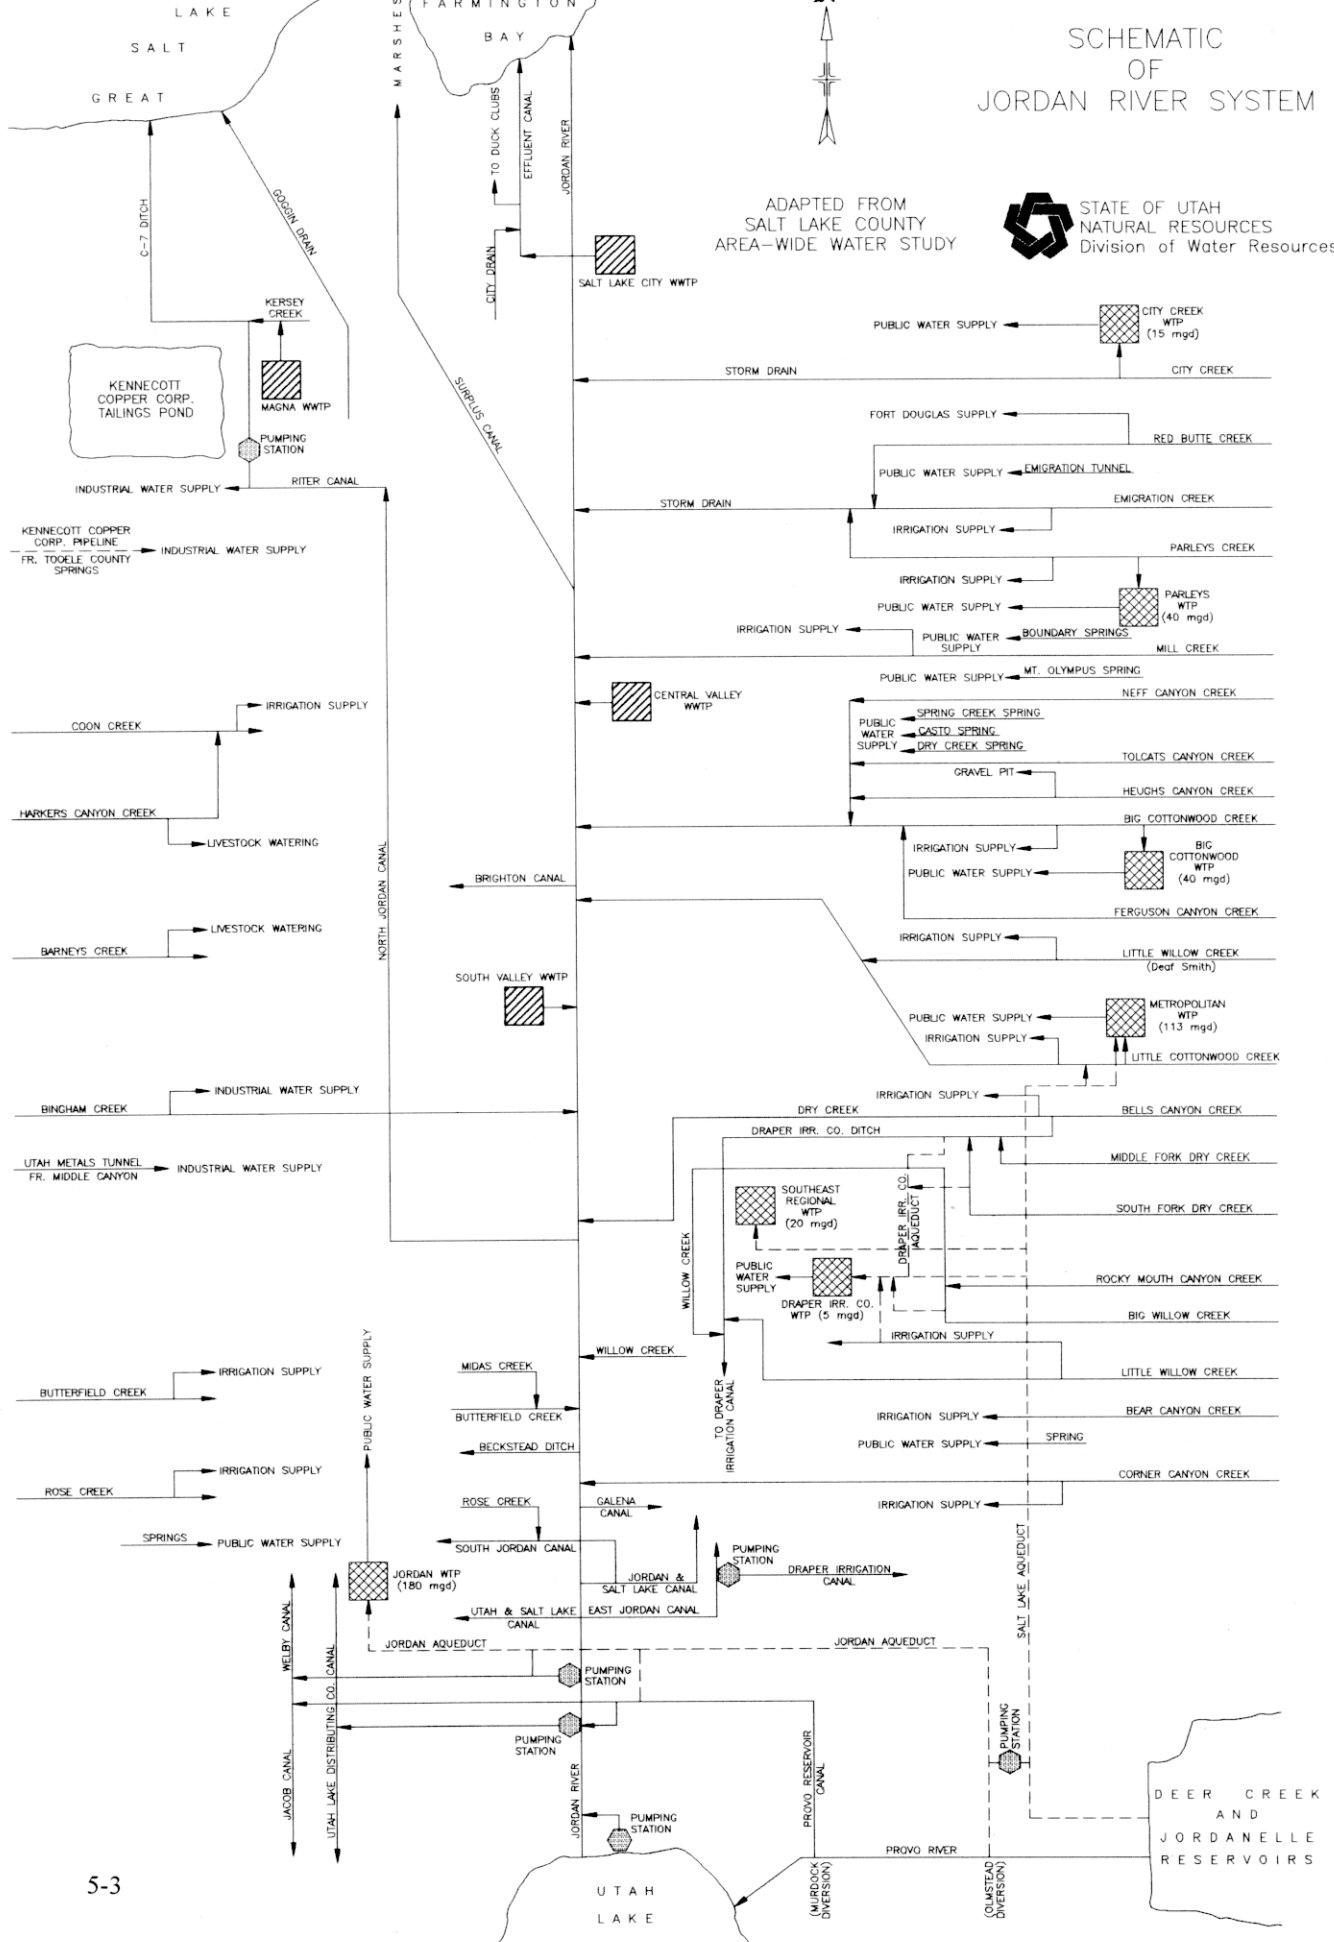 LAKE
SALT
GREAT
MARSHES
FARMINGTON
BAY
SCHEMATIC
OF
JORDAN RIVER SYSTEM
ADAPTED FROM
SALT LAKE COUNTY
AREA-WIDE WATER STUDY
STATE OF UTAH
NATURAL RESOURCES
Division of Water Resources
C-7 DITCH
GOGGIN DRAIN
TO DUCK CLUBS
EFFLUENT CANAL
JORDAN RIVER
CITY DRAIN
SALT LAKE CITY WWTP
KERSEY
CREEK
MAGNA WWTP
KENNECOTT
COPPER CORP.
TAILINGS POND
PUMPING
STATION
SURPLUS CANAL
INDUSTRIAL WATER SUPPLY
RITER CANAL
KENNECOTT COPPER
CORP. PIPELINE
FR. TOOELE COUNTY
SPRINGS
INDUSTRIAL WATER SUPPLY
PUBLIC WATER SUPPLY
CITY CREEK
WTP
(15 mgd)
STORM DRAIN
CITY CREEK
FORT DOUGLAS SUPPLY
RED BUTTE CREEK
PUBLIC WATER SUPPLY
EMIGRATION TUNNEL
STORM DRAIN
EMIGRATION CREEK
IRRIGATION SUPPLY
PARLEYS CREEK
IRRIGATION SUPPLY
PUBLIC WATER SUPPLY
PARLEYS
WTP
(40 mgd)
IRRIGATION SUPPLY
PUBLIC WATER
SUPPLY
BOUNDARY SPRINGS
MILL CREEK
PUBLIC WATER SUPPLY
MT. OLYMPUS SPRING
CENTRAL VALLEY
WWTP
NEFF CANYON CREEK
PUBLIC
WATER
SUPPLY
SPRING CREEK SPRING
CASTO SPRING
DRY CREEK SPRING
TOLCATS CANYON CREEK
GRAVEL PIT
HEUGHS CANYON CREEK
BIG COTTONWOOD CREEK
IRRIGATION SUPPLY
PUBLIC WATER SUPPLY
BIG
COTTONWOOD
WTP
(40 mgd)
FERGUSON CANYON CREEK
IRRIGATION SUPPLY
LITTLE WILLOW CREEK
(Deaf Smith)
COON CREEK
IRRIGATION SUPPLY
HARKERS CANYON CREEK
LIVESTOCK WATERING
BARNEYS CREEK
LIVESTOCK WATERING
NORTH JORDAN CANAL
BRIGHTON CANAL
SOUTH VALLEY WWTP
PUBLIC WATER SUPPLY
METROPOLITAN
WTP
(113 mgd)
IRRIGATION SUPPLY
LITTLE COTTONWOOD CREEK
BINGHAM CREEK
INDUSTRIAL WATER SUPPLY
UTAH METALS TUNNEL
FR. MIDDLE CANYON
INDUSTRIAL WATER SUPPLY
IRRIGATION SUPPLY
DRY CREEK
BELLS CANYON CREEK
DRAPER IRR. CO. DITCH
MIDDLE FORK DRY CREEK
SOUTHEAST
REGIONAL
WTP
(20 mgd)
DRAPER IRR. CO.
AQUEDUCT
SOUTH FORK DRY CREEK
WILLOW CREEK
PUBLIC
WATER
SUPPLY
DRAPER IRR. CO.
WTP (5 mgd)
ROCKY MOUTH CANYON CREEK
BIG WILLOW CREEK
IRRIGATION SUPPLY
WILLOW CREEK
LITTLE WILLOW CREEK
BUTTERFIELD CREEK
IRRIGATION SUPPLY
PUBLIC WATER SUPPLY
MIDAS CREEK
BUTTERFIELD CREEK
BECKSTEAD DITCH
TO DRAPER
IRRIGATION CANAL
IRRIGATION SUPPLY
BEAR CANYON CREEK
PUBLIC WATER SUPPLY
SPRING
CORNER CANYON CREEK
IRRIGATION SUPPLY
ROSE CREEK
IRRIGATION SUPPLY
SPRINGS
PUBLIC WATER SUPPLY
ROSE CREEK
GALENA
CANAL
SOUTH JORDAN CANAL
JORDAN WTP
(180 mgd)
JORDAN &
SALT LAKE CANAL
PUMPING
STATION
DRAPER IRRIGATION
CANAL
UTAH & SALT LAKE
CANAL
EAST JORDAN CANAL
JORDAN AQUEDUCT
JORDAN AQUEDUCT
SALT LAKE AQUEDUCT
WELBY CANAL
JACOB CANAL
UTAH LAKE DISTRIBUTING CO. CANAL
PUMPING
STATION
PUMPING
STATION
JORDAN RIVER
PUMPING
STATION
PROVO RESERVOIR
CANAL
PUMPING
STATION
PROVO RIVER
(MURDOCK
DIVERSION)
(OLMSTEAD
DIVERSION)
DEER CREEK
AND
JORDANELLE
RESERVOIRS
UTAH
LAKE
5-3